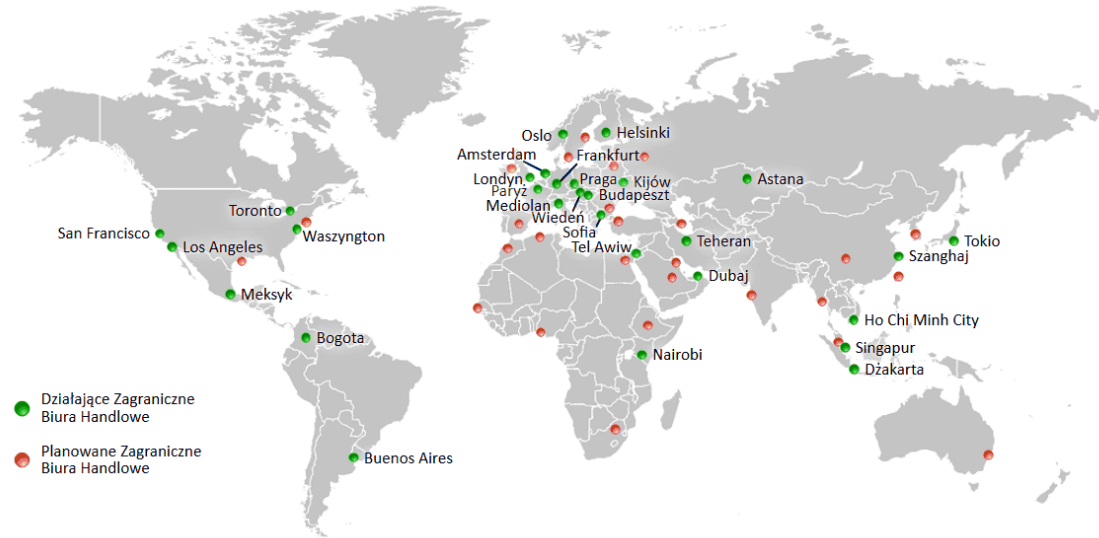 Oslo
Helsinki
Amsterdam
Frankfurt
Londyn
Praga
Kijów
Astana
Paryż
Budapeszt
Mediolan
Wiedeń
Toronto
Sofia
San Francisco
Waszyngton
Los Angeles
Tel Awiw
Teheran
Tokio
Szanghaj
Dubaj
Meksyk
Ho Chi Minh City
Bogota
Singapur
Nairobi
Dżakarta
Działające Zagraniczne
Biura Handlowe
Planowane Zagraniczne
Biura Handlowe
Buenos Aires